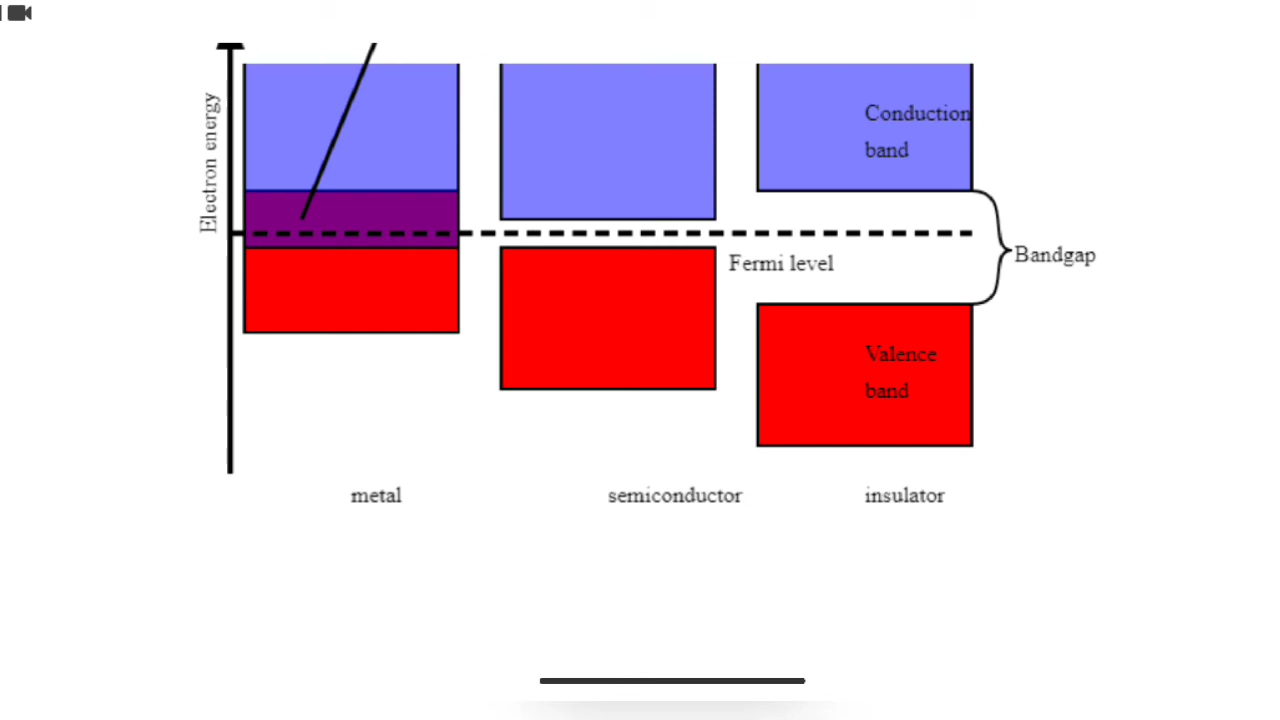 Electron energy
Conduction
band
Fermi level
Bandgap
Valence
band
metal
semiconductor
insulator